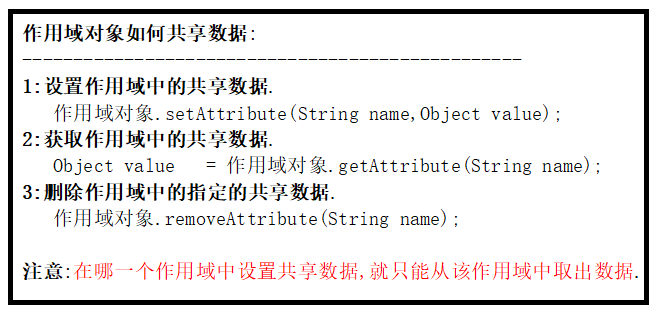 作用域对象如何共享数据:
-------------------------------------------------
1:设置作用域中的共享数据.
作用域对象.setAttribute(String name,Object value);
2:获取作用域中的共享数据.
Object value  = 作用域对象.getAttribute(String name);
3:删除作用域中的指定的共享数据.
作用域对象.removeAttribute(String name);
注意:在哪一个作用域中设置共享数据,就只能从该作用域中取出数据.